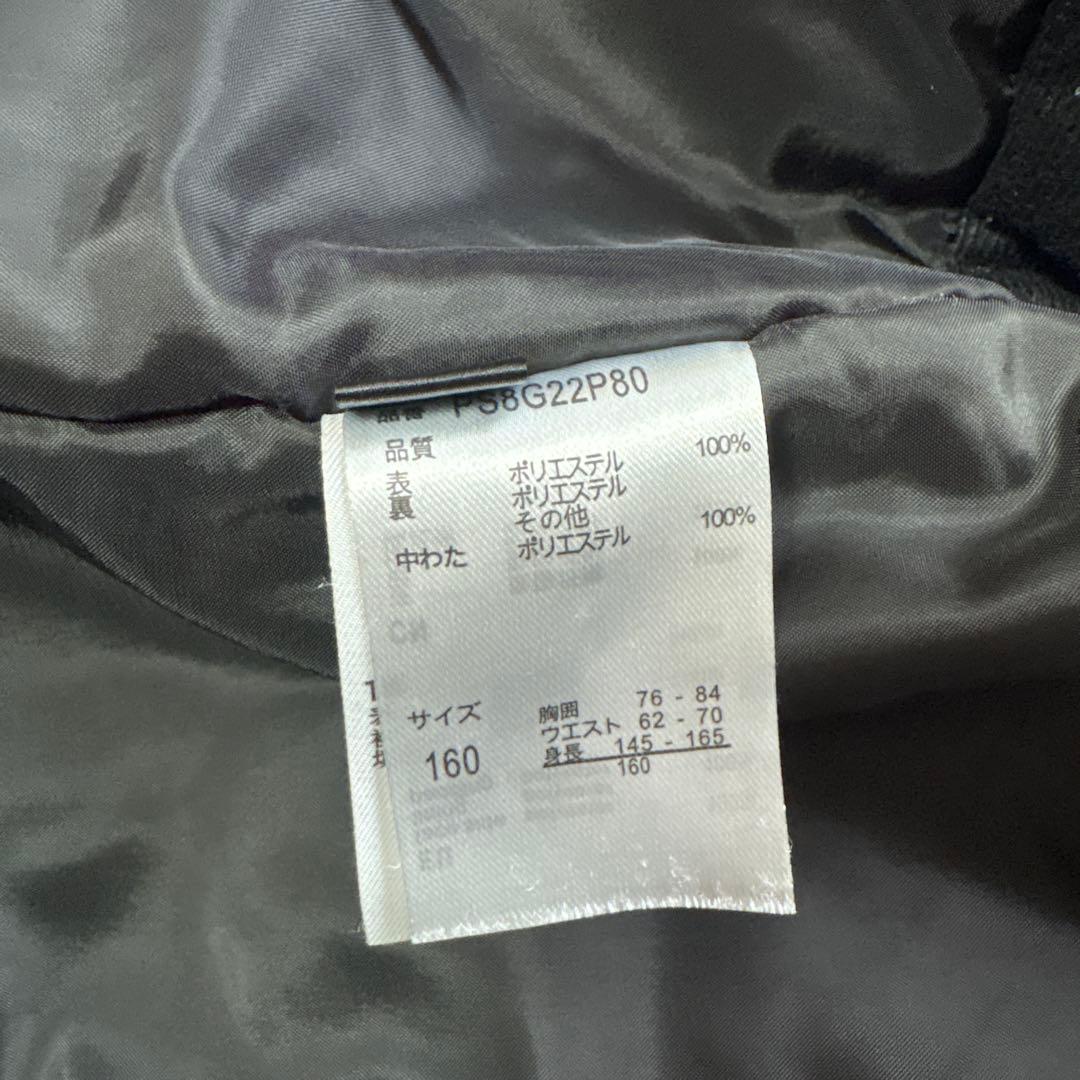 品番 PS8G22P80
品質
表 ポリエステル 100%
裏 ポリエステル
その他
中わた ポリエステル 100%
サイズ 胸囲 76 - 84
ウエスト 62 - 70
160 身長 145 - 165
160